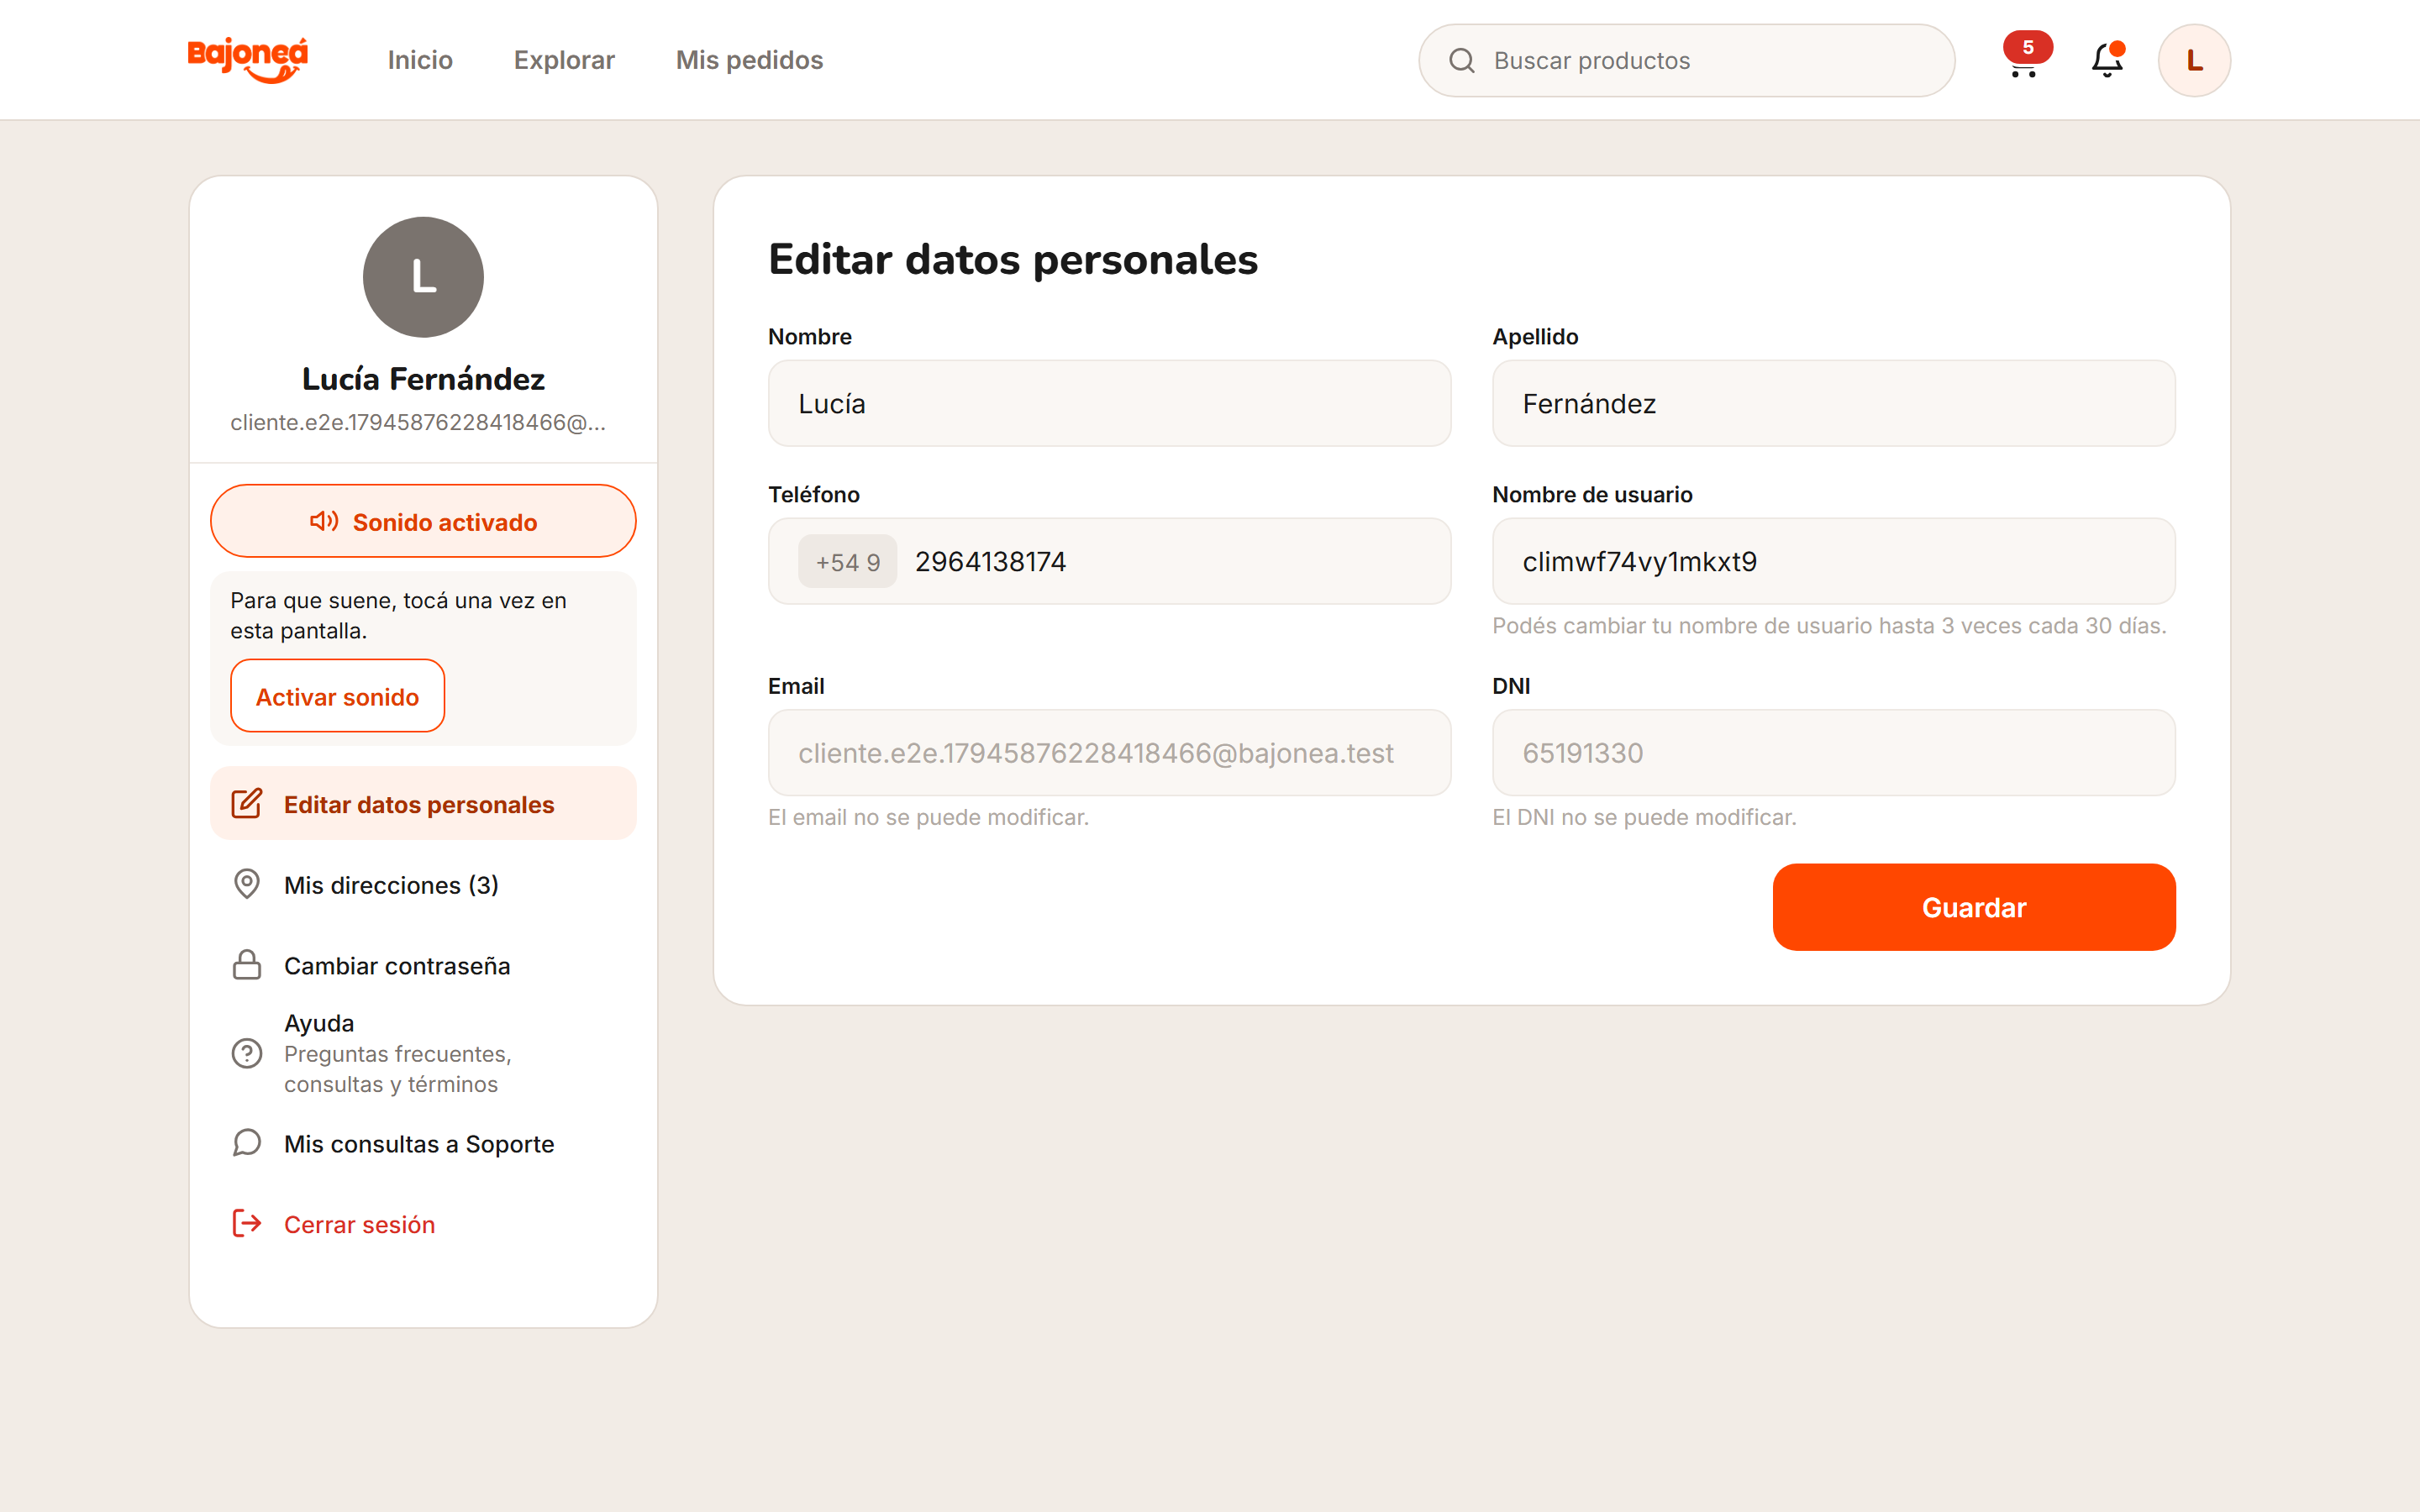 Bajoneá
Inicio
Explorar
Mis pedidos
Buscar productos
5
L
L
Lucía Fernández
cliente.e2e.17945876228418466@...
Sonido activado
Para que suene, tocá una vez en
esta pantalla.
Activar sonido
Editar datos personales
Mis direcciones (3)
Cambiar contraseña
Ayuda
Preguntas frecuentes,
consultas y términos
Mis consultas a Soporte
Cerrar sesión
Editar datos personales
Nombre
Lucía
Apellido
Fernández
Teléfono
+54 9 2964138174
Nombre de usuario
climwf74vy1mkxt9
Podés cambiar tu nombre de usuario hasta 3 veces cada 30 días.
Email
cliente.e2e.17945876228418466@bajonea.test
El email no se puede modificar.
DNI
65191330
El DNI no se puede modificar.
Guardar